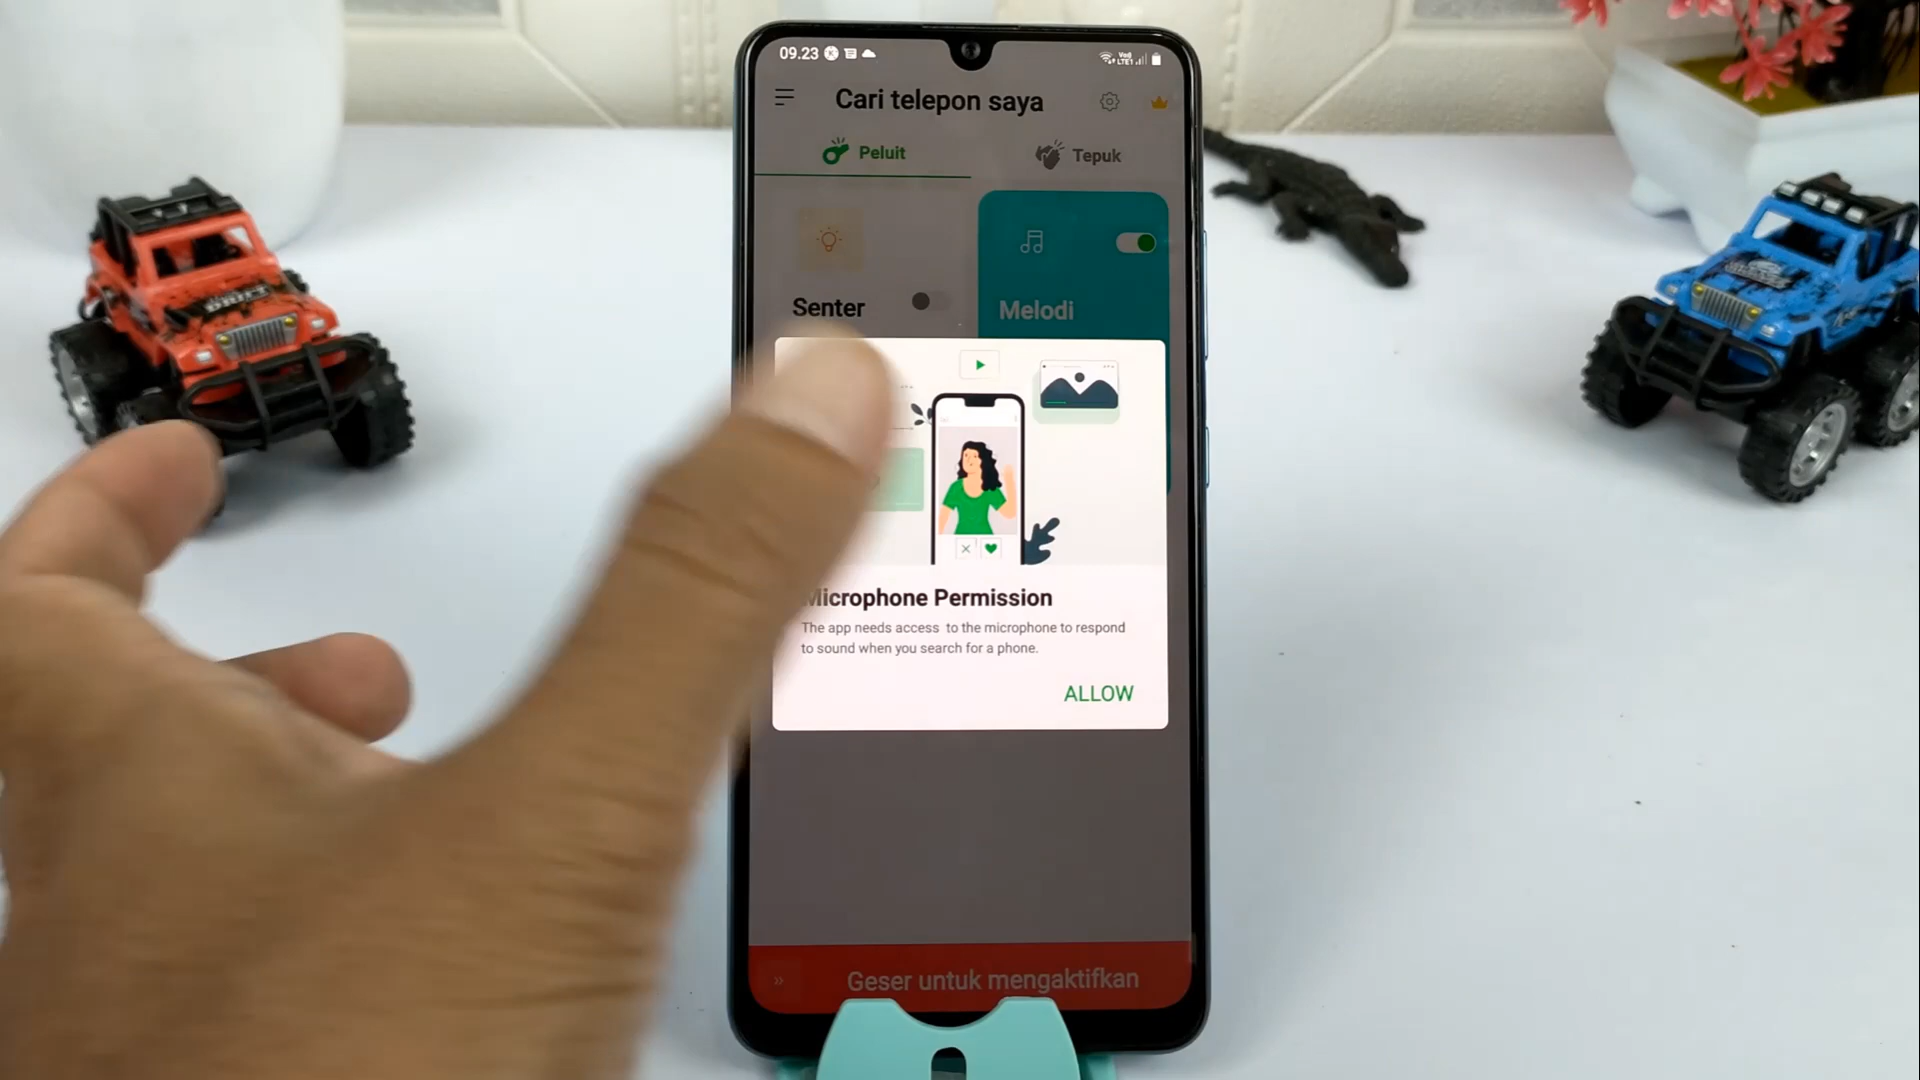 09.23
Cari telepon saya
Peluit
Tepuk
Senter
Melodi
Microphone Permission
The app needs access to the microphone to respond
to sound when you search for a phone.
ALLOW
Geser untuk mengaktifkan